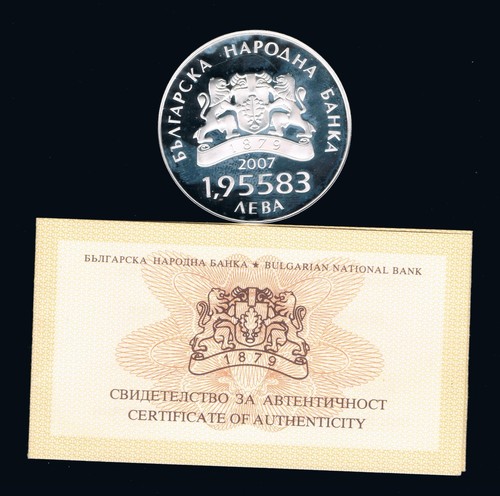 БЪЛГАРСКА НАРОДНА БАНКА
1879
2007
1,95583
ЛЕВА
БЪЛГАРСКА НАРОДНА БАНКА ★ BULGARIAN NATIONAL BANK
1879
СВИДЕТЕЛСТВО ЗА АВТЕНТИЧНОСТ
CERTIFICATE OF AUTHENTICITY